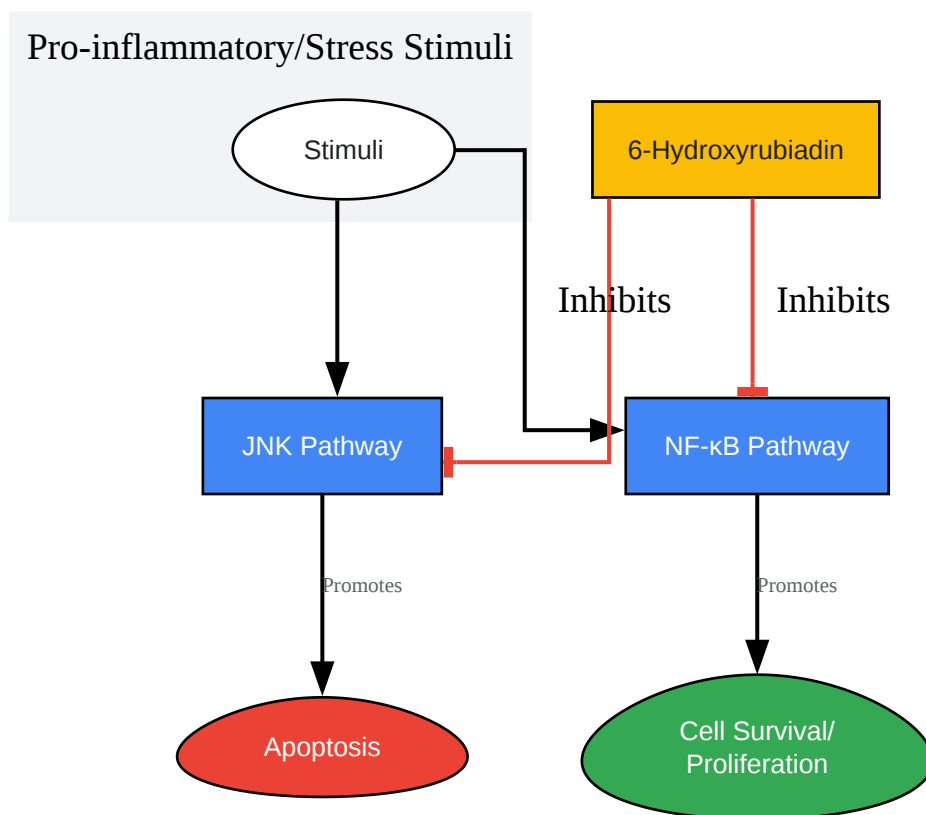 Pro-inflammatory/Stress Stimuli
Stimuli
6-Hydroxyrubiadin
Inhibits
Inhibits
JNK Pathway
NF-κB Pathway
Promotes
Promotes
Apoptosis
Cell Survival/
Proliferation